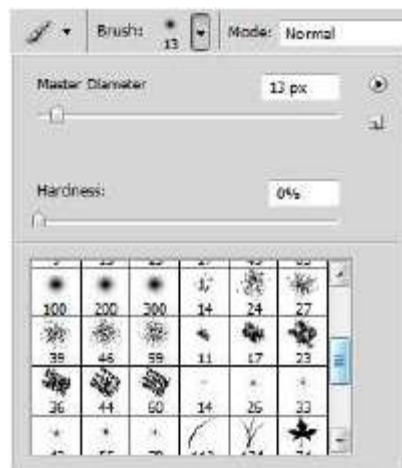 Brush:
13
Mode: Normal
Master Diameter 13 px
Hardness: 0%
100 200 300 14 24 27
39 46 59 11 17 23
36 44 60 14 26 33